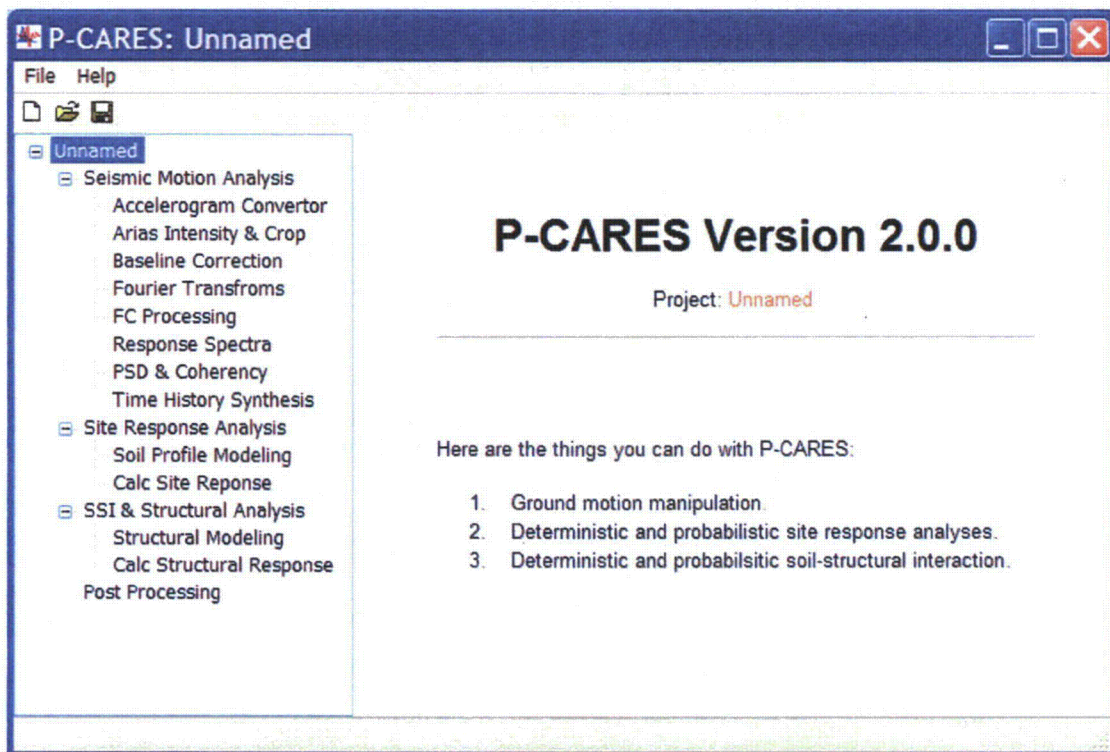 P-CARES: Unnamed
File Help
Unnamed
Seismic Motion Analysis
Accelerogram Convertor
Arias Intensity & Crop
Baseline Correction
Fourier Transfroms
FC Processing
Response Spectra
PSD & Coherency
Time History Synthesis
Site Response Analysis
Soil Profile Modeling
Calc Site Reponse
SSI & Structural Analysis
Structural Modeling
Calc Structural Response
Post Processing
P-CARES Version 2.0.0
Project: Unnamed
Here are the things you can do with P-CARES:
1. Ground motion manipulation.
2. Deterministic and probabilistic site response analyses.
3. Deterministic and probabilsitic soil-structural interaction.